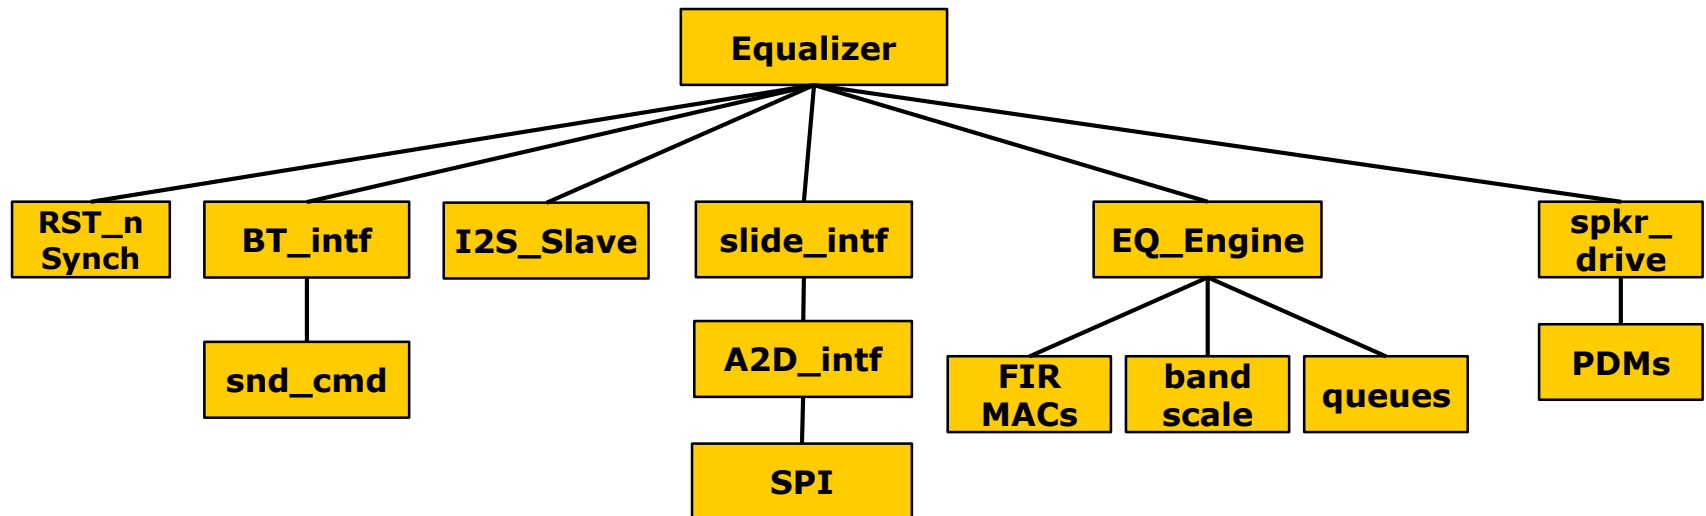 Equalizer
RST_n
Synch
BT_intf
I2S_Slave
slide_intf
EQ_Engine
spkr_
drive
snd_cmd
A2D_intf
FIR
MACs
band
scale
queues
PDMs
SPI